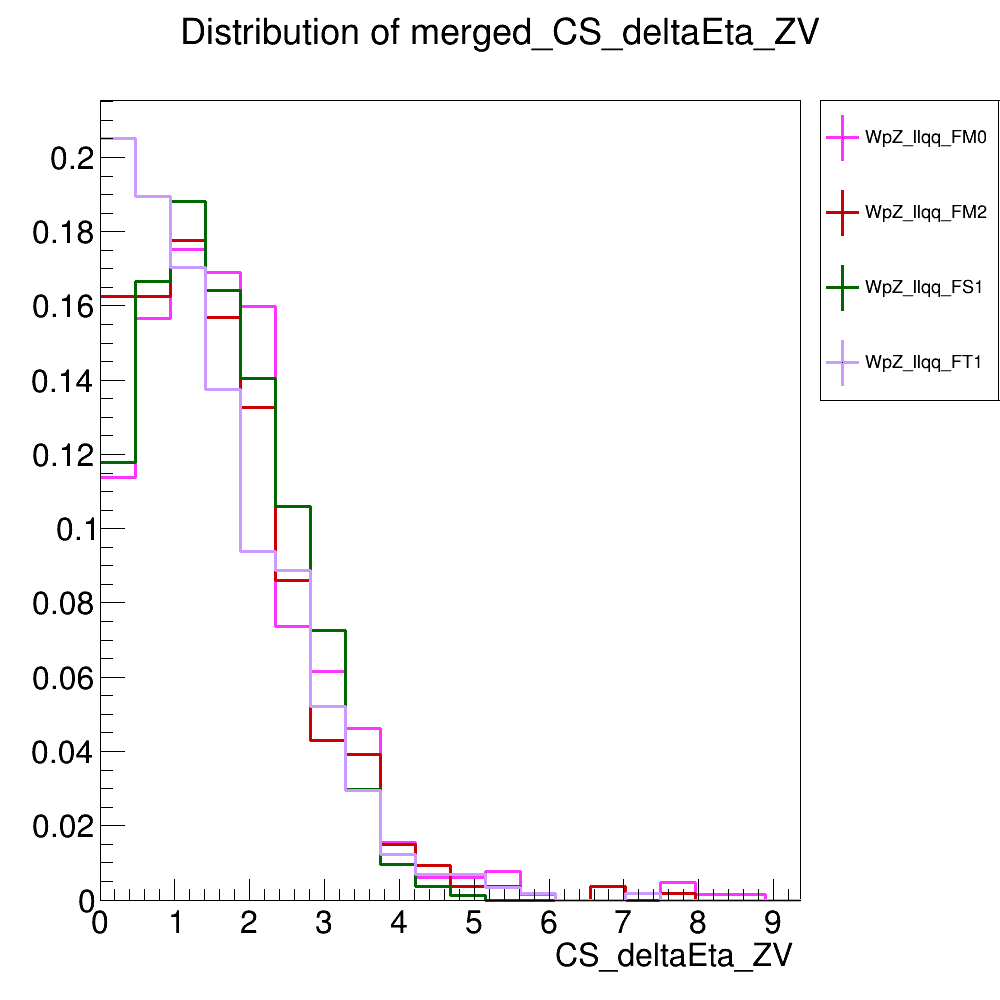 Distribution of merged_CS_deltaEta_ZV
WpZ_llqq_FM0
WpZ_llqq_FM2
WpZ_llqq_FS1
WpZ_llqq_FT1
0.2
0.18
0.16
0.14
0.12
0.1
0.08
0.06
0.04
0.02
0
0 1 2 3 4 5 6 7 8 9
CS_deltaEta_ZV